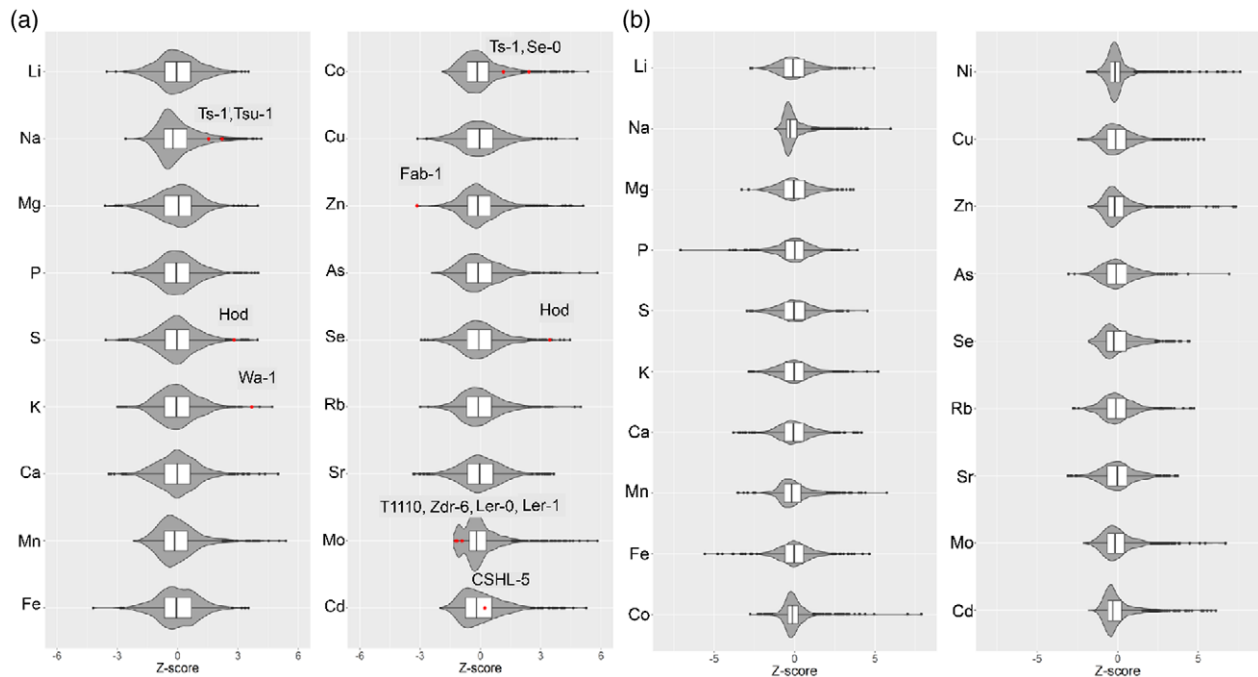 (a)
Li
Na
Ts-1,Tsu-1
Mg
P
S
Hod
K
Wa-1
Ca
Mn
Fe
-6 -3 0 3 6
Z-score
Co
Ts-1,Se-0
Cu
Zn
Fab-1
As
Se
Hod
Rb
Sr
T1110, Zdr-6, Ler-0, Ler-1
Mo
CSHL-5
Cd
-6 -3 0 3 6
Z-score
(b)
Li
Na
Mg
P
S
K
Ca
Mn
Fe
Co
-5 0 5
Z-score
Ni
Cu
Zn
As
Se
Rb
Sr
Mo
Cd
-5 0 5
Z-score